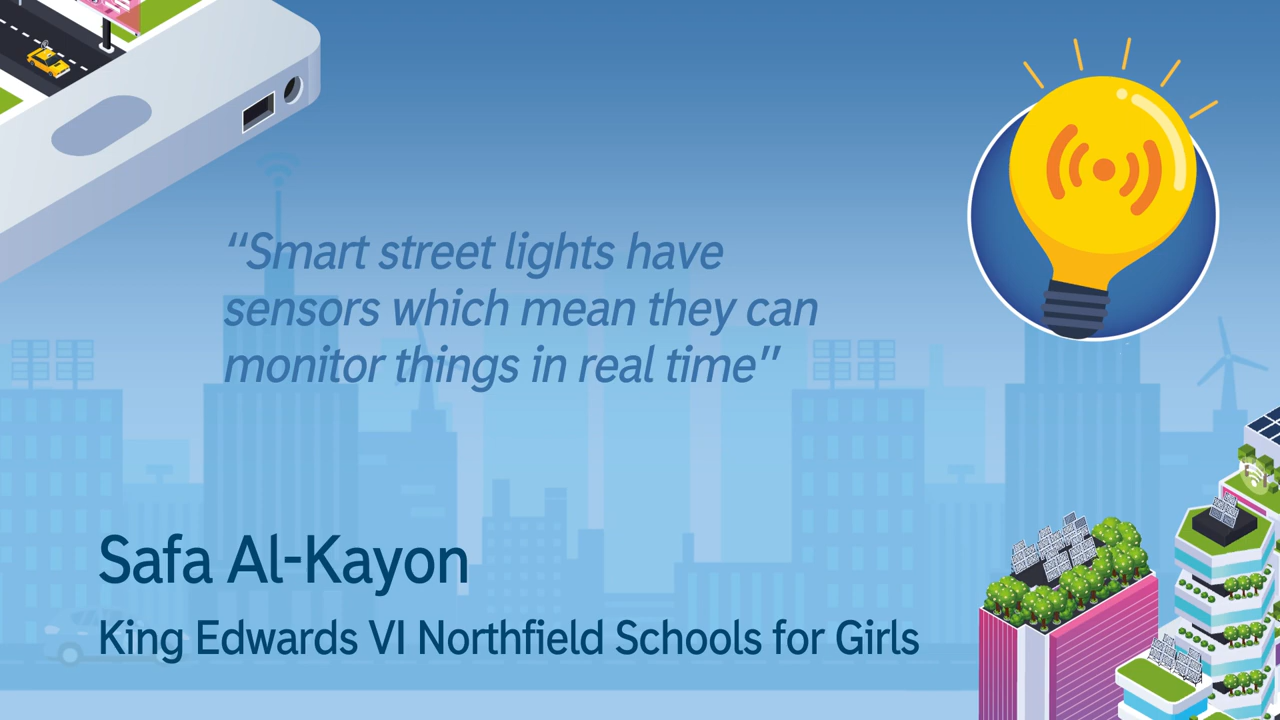 “Smart street lights have
sensors which mean they can
monitor things in real time”
Safa Al-Kayon
King Edwards VI Northfield Schools for Girls